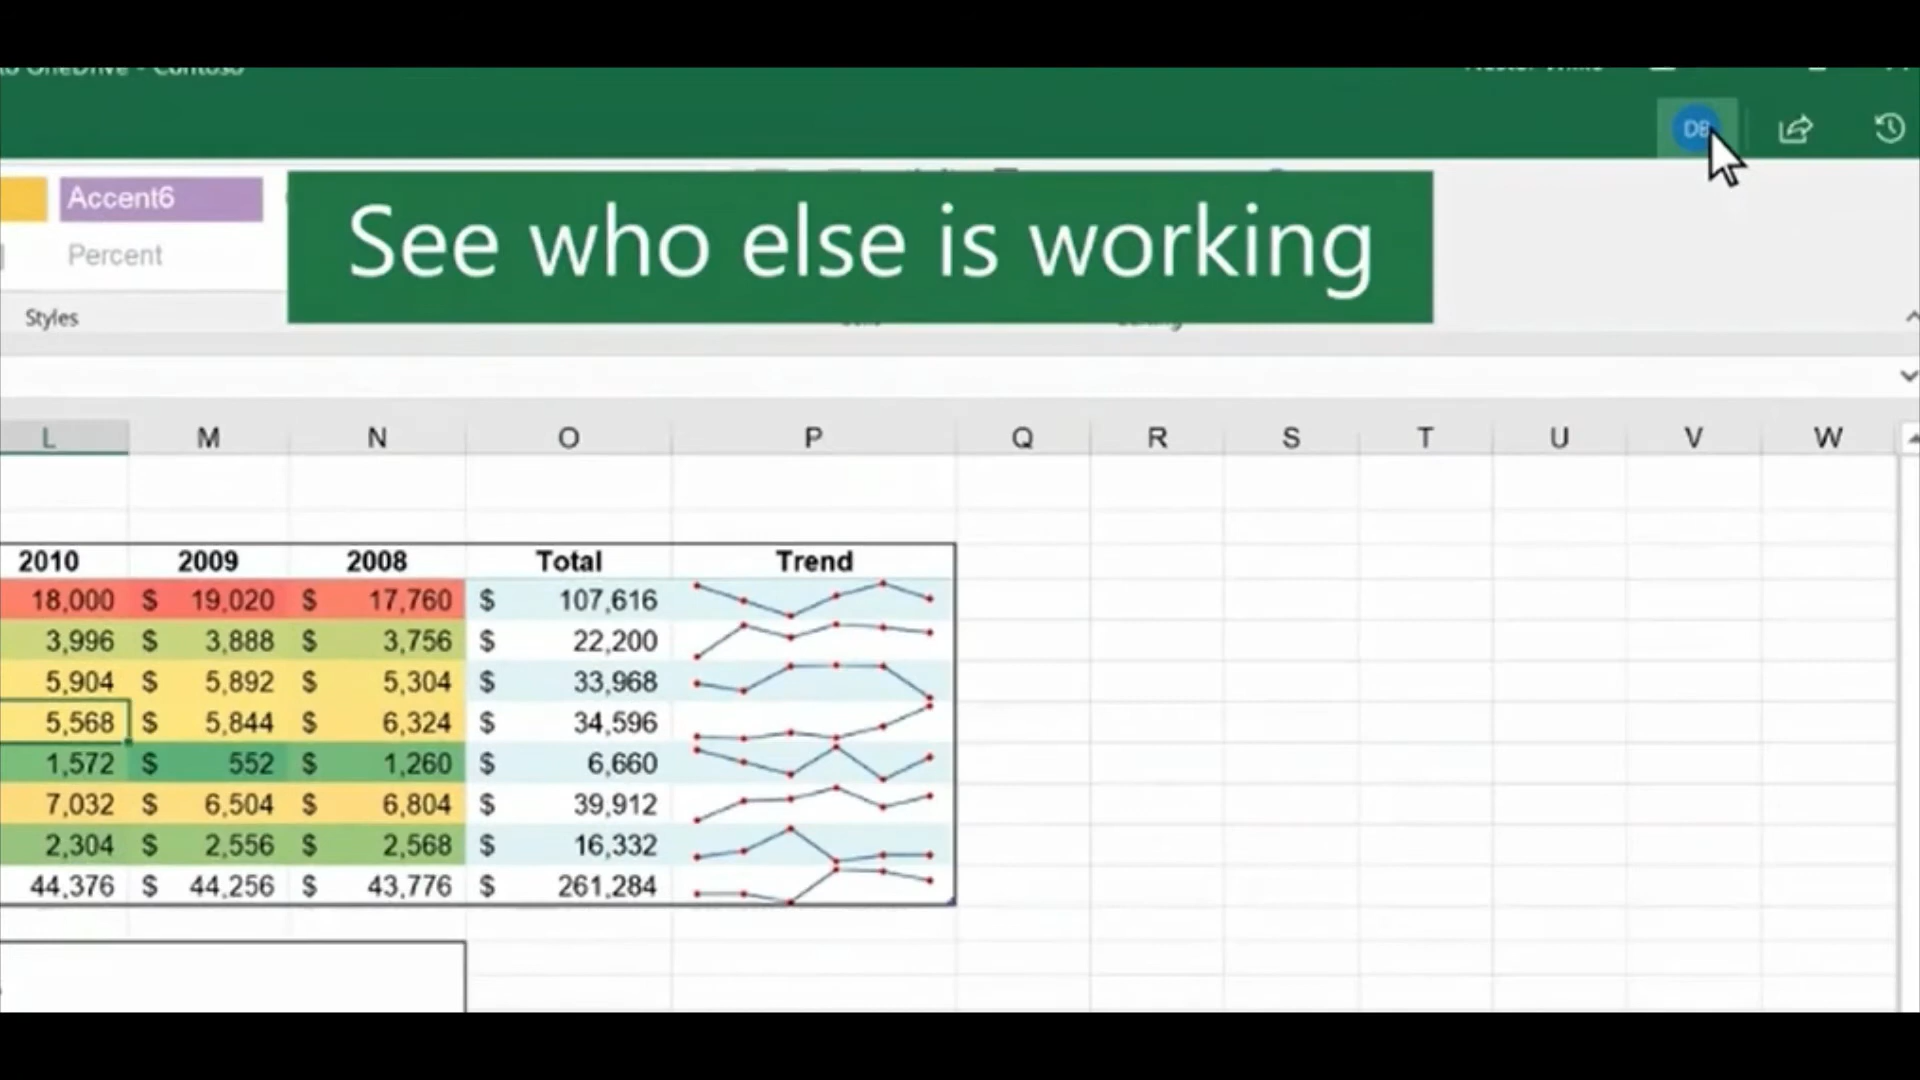 to OneDrive - Contoso
DB
Accent6
See who else is working
Percent
Styles
L M N O P Q R S T U V W
2010 2009 2008 Total Trend
18,000 $ 19,020 $ 17,760 $ 107,616
3,996 $ 3,888 $ 3,756 $ 22,200
5,904 $ 5,892 $ 5,304 $ 33,968
5,568 $ 5,844 $ 6,324 $ 34,596
1,572 $ 552 $ 1,260 $ 6,660
7,032 $ 6,504 $ 6,804 $ 39,912
2,304 $ 2,556 $ 2,568 $ 16,332
44,376 $ 44,256 $ 43,776 $ 261,284